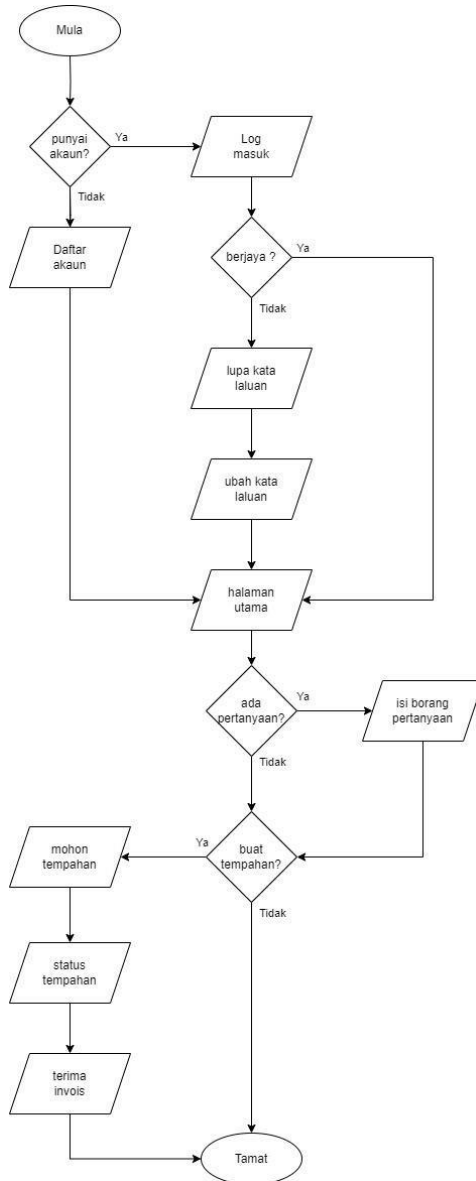 Mula
punyai
akaun?
Ya
Log
masuk
Tidak
Daftar
akaun
berjaya ?
Ya
Tidak
lupa kata
laluan
ubah kata
laluan
halaman
utama
ada
pertanyaan?
Ya
isi borang
pertanyaan
Tidak
buat
tempahan?
Ya
mohon
tempahan
Tidak
status
tempahan
terima
invois
Tamat